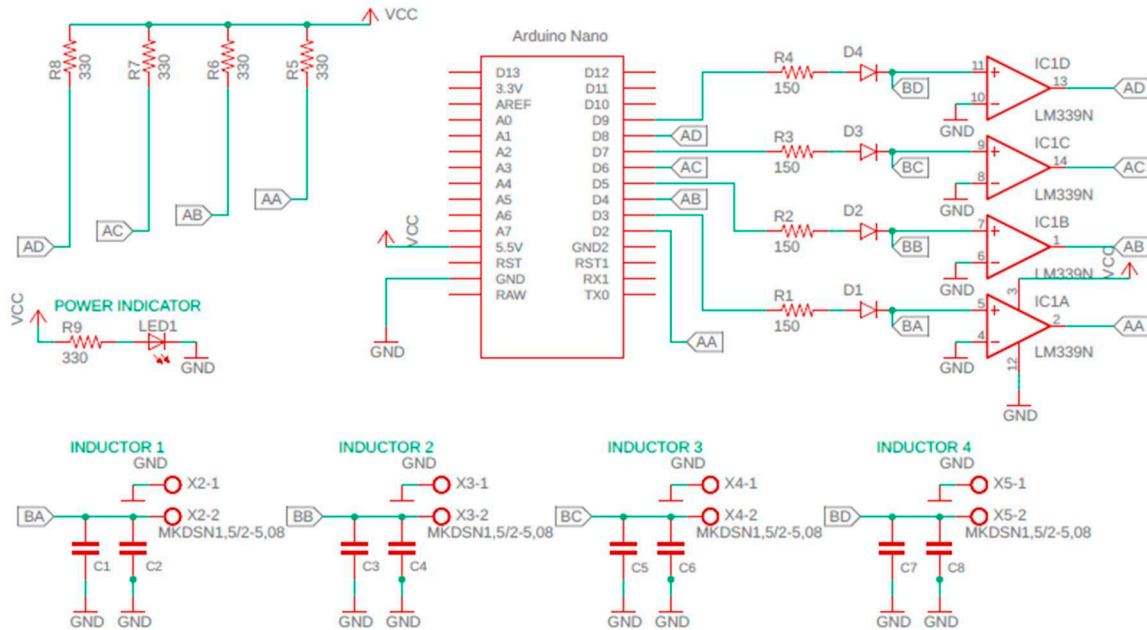 VCC
R8 330
R7 330
R6 330
R5 330
AD
AC
AB
AA
POWER INDICATOR
VCC
R9
330
LED1
GND
Arduino Nano
D13 D12
3.3V D11
AREF D10
A0 D9
A1 D8
A2 D7
A3 D6
A4 D5
A5 D4
A6 D3
A7 D2
5.5V GND2
RST RST1
GND RX1
RAW TX0
VCC
GND
AD
AC
AB
AA
R4
150
D4
BD
11
10
GND
IC1D
13
LM339N
AD
R3
150
D3
BC
9
8
GND
IC1C
14
LM339N
AC
R2
150
D2
BB
7
6
GND
IC1B
1
LM339N
AB
VCC
R1
150
D1
BA
5
4
3
12
GND
IC1A
2
LM339N
AA
GND
INDUCTOR 1
GND
X2-1
BA
X2-2
MKDSN1,5/2-5,08
C1
C2
GND
GND
INDUCTOR 2
GND
X3-1
BB
X3-2
MKDSN1,5/2-5,08
C3
C4
GND
GND
INDUCTOR 3
GND
X4-1
BC
X4-2
MKDSN1,5/2-5,08
C5
C6
GND
GND
INDUCTOR 4
GND
X5-1
BD
X5-2
MKDSN1,5/2-5,08
C7
C8
GND
GND